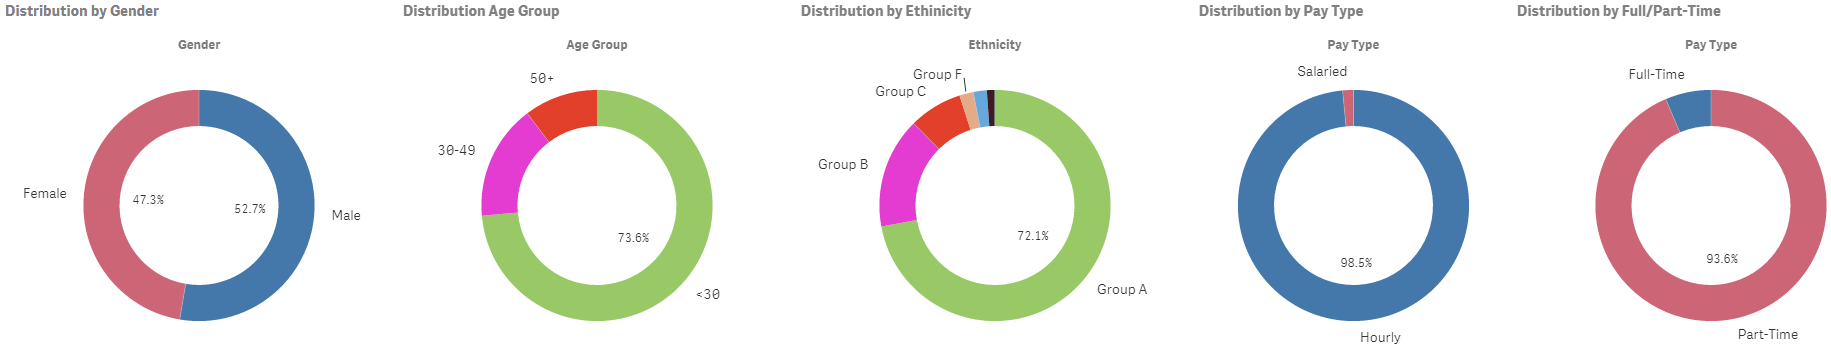 Distribution by Gender
Gender
Female
47.3%
52.7%
Male
Distribution Age Group
Age Group
50+
30-49
73.6%
<30
Distribution by Ethinicity
Ethnicity
Group F
Group C
Group B
72.1%
Group A
Distribution by Pay Type
Pay Type
Salaried
98.5%
Hourly
Distribution by Full/Part-Time
Pay Type
Full-Time
93.6%
Part-Time